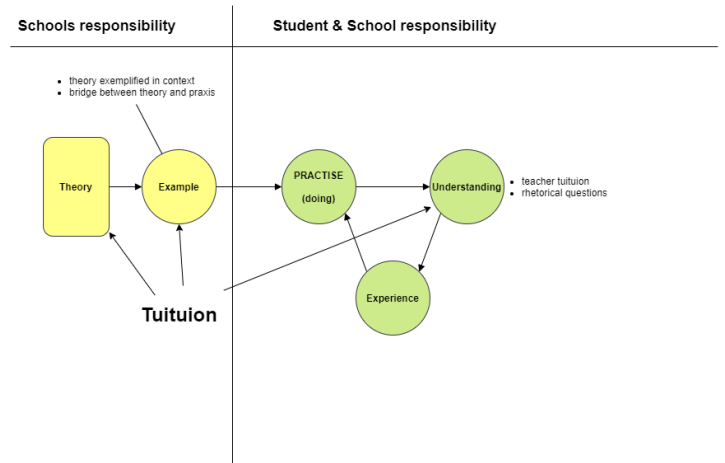 Schools responsibility
Student & School responsibility
theory exemplified in context
bridge between theory and praxis
Theory
Example
PRACTISE
(doing)
Understanding
teacher tuituion
rhetorical questions
Experience
Tuituion